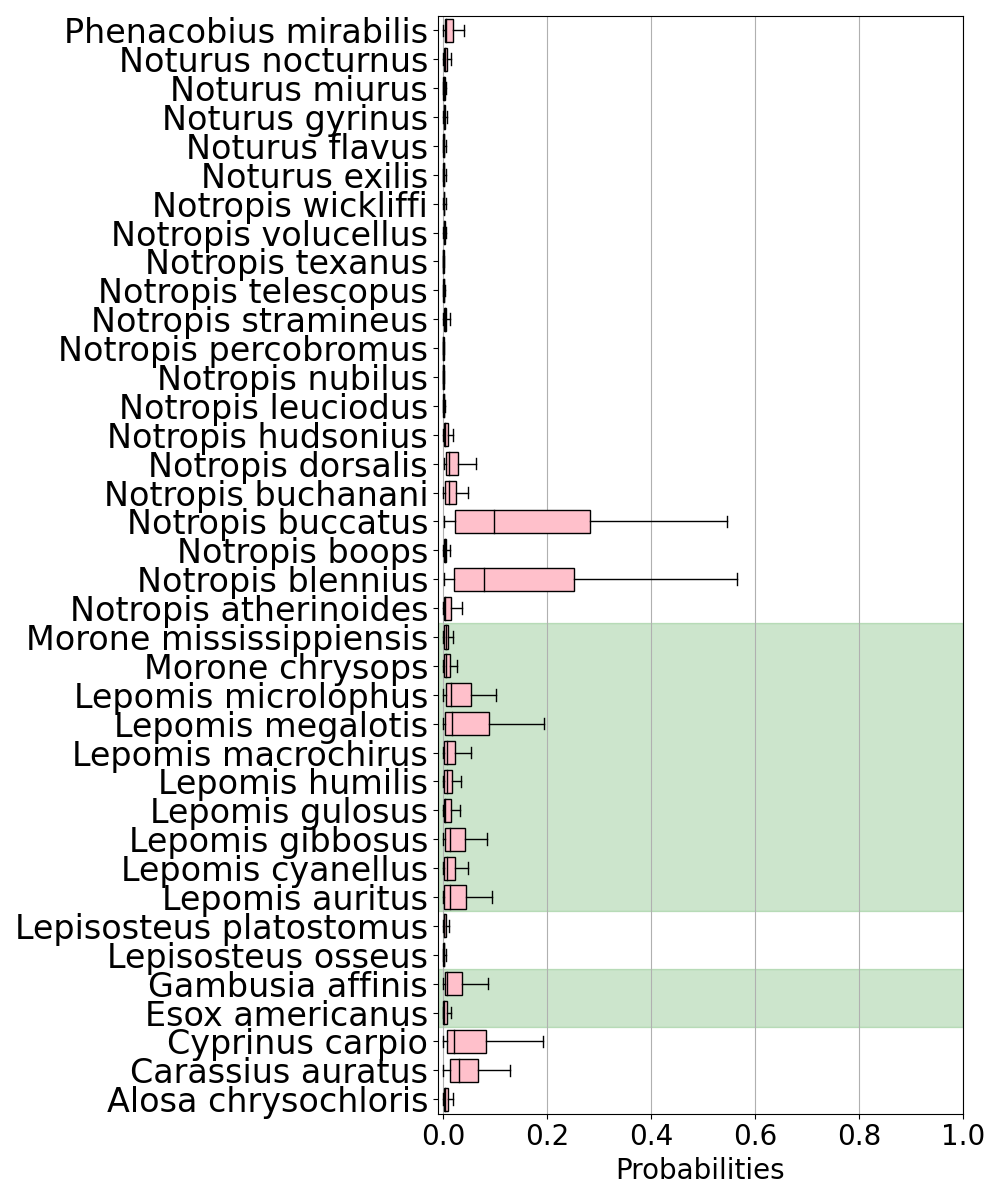 Phenacobius mirabilis
Noturus nocturnus
Noturus miurus
Noturus gyrinus
Noturus flavus
Noturus exilis
Notropis wickliffi
Notropis volucellus
Notropis texanus
Notropis telescopus
Notropis stramineus
Notropis percobromus
Notropis nubilus
Notropis leuciodus
Notropis hudsonius
Notropis dorsalis
Notropis buchanani
Notropis buccatus
Notropis boops
Notropis blennius
Notropis atherinoides
Morone mississippiensis
Morone chrysops
Lepomis microlophus
Lepomis megalotis
Lepomis macrochirus
Lepomis humilis
Lepomis gulosus
Lepomis gibbosus
Lepomis cyanellus
Lepomis auritus
Lepisosteus platostomus
Lepisosteus osseus
Gambusia affinis
Esox americanus
Cyprinus carpio
Carassius auratus
Alosa chrysochloris
0.0 0.2 0.4 0.6 0.8 1.0
Probabilities